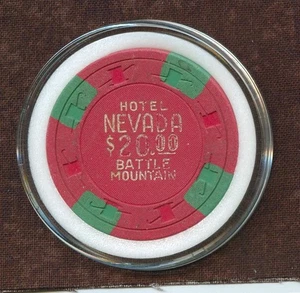 HOTEL
NEVADA
$20.00
BATTLE
MOUNTAIN